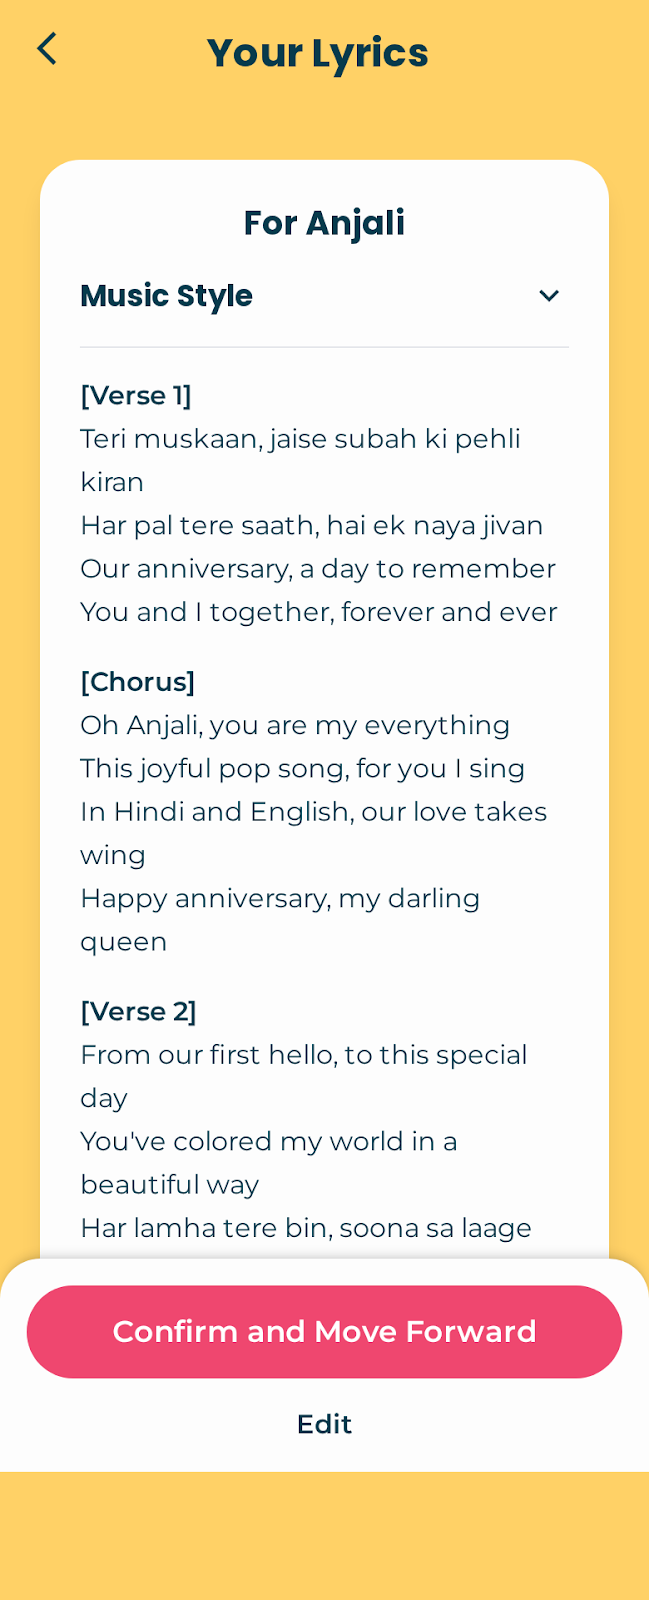 Your Lyrics
For Anjali
Music Style
[Verse 1]
Teri muskaan, jaise subah ki pehli
kiran
Har pal tere saath, hai ek naya jivan
Our anniversary, a day to remember
You and I together, forever and ever
[Chorus]
Oh Anjali, you are my everything
This joyful pop song, for you I sing
In Hindi and English, our love takes
wing
Happy anniversary, my darling
queen
[Verse 2]
From our first hello, to this special
day
You've colored my world in a
beautiful way
Har lamha tere bin, soona sa laage
Confirm and Move Forward
Edit